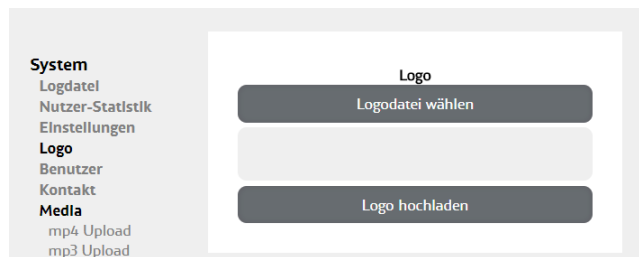 System
Logdatei
Nutzer-Statistik
Einstellungen
Logo
Benutzer
Kontakt
Media
mp4 Upload
mp3 Upload
Logo
Logodatei wählen
Logo hochladen